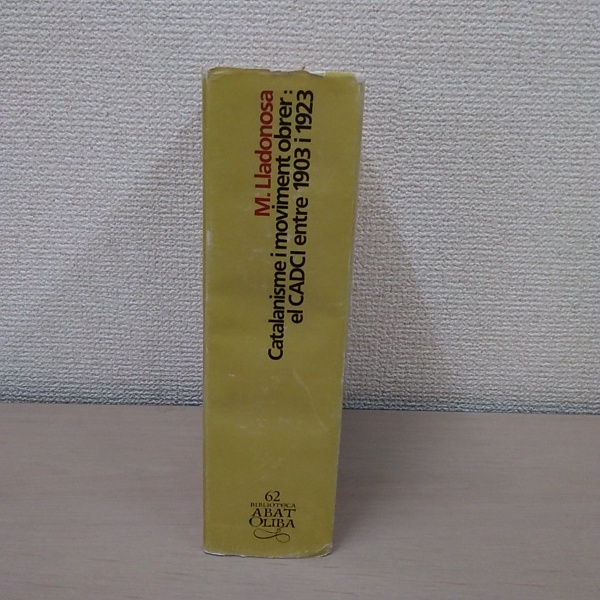 M. Lladonosa
Catalanisme i moviment obrer:
el CADCI entre 1903 i 1923
62
BIBLIOTECA
ABAT
OLIBA